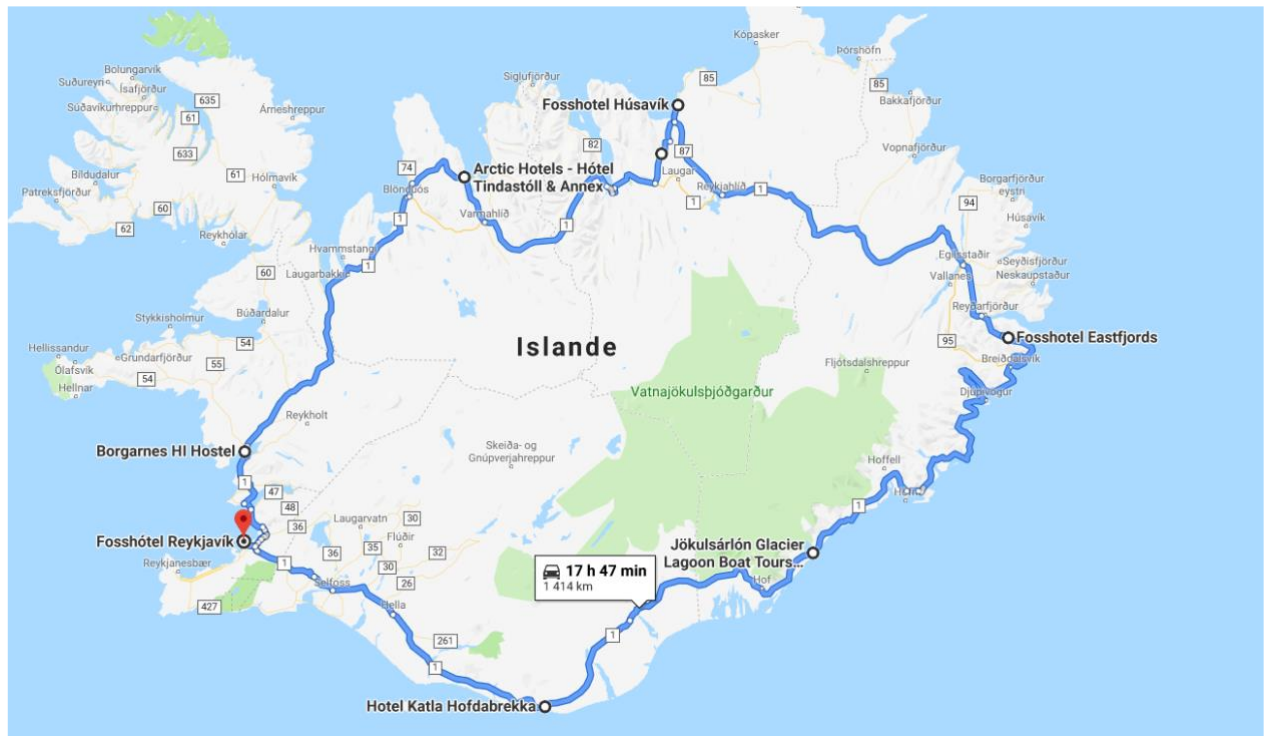 Kópasker
Þórshöfn
Bolungarvík
Suðureyri
Ísafjörður
Súðavíkurhreppur
635
61
Árneshreppur
633
61
Siglufjörður
85
85
Bakkafjörður
Fosshotel Húsavík
82
87
Vopnafjörður
Bíldudalur
Patreksfjörður
60
62
Hólmavík
Reykhólar
74
Blönduós
Arctic Hotels - Hótel
Tindastóll & Annex
Varmahlíð
Laugar
Reykjahlíð
1
1
1
1
Borgarfjörður
eystri
94
Húsavík
Hvammstangi
Laugarbakki
1
60
Egilsstaðir
Vallanes
Seyðisfjörður
Neskaupstaður
Stykkisholmur
Búðardalur
Reyðarfjörður
Fosshotel Eastfjords
Hellissandur
Ólafsvík
Hellnar
Grundarfjörður
54
54
55
Islande
95
Breiðdalsvík
Fljótsdalshreppur
Vatnajökulsþjóðgarður
Djúpivogur
Reykholt
Borgarnes HI Hostel
Skeiða- og
Gnúpverjahreppur
Hoffell
Höfn
1
47
48
36
Fosshótel Reykjavík
Laugarvatn
30
Flúðir
36
35
32
30
26
Reykjanesbær
1
Selfoss
427
Hella
Jökulsárlón Glacier
Lagoon Boat Tours...
Hof
17 h 47 min
1 414 km
261
1
1
Hotel Katla Hofdabrekka